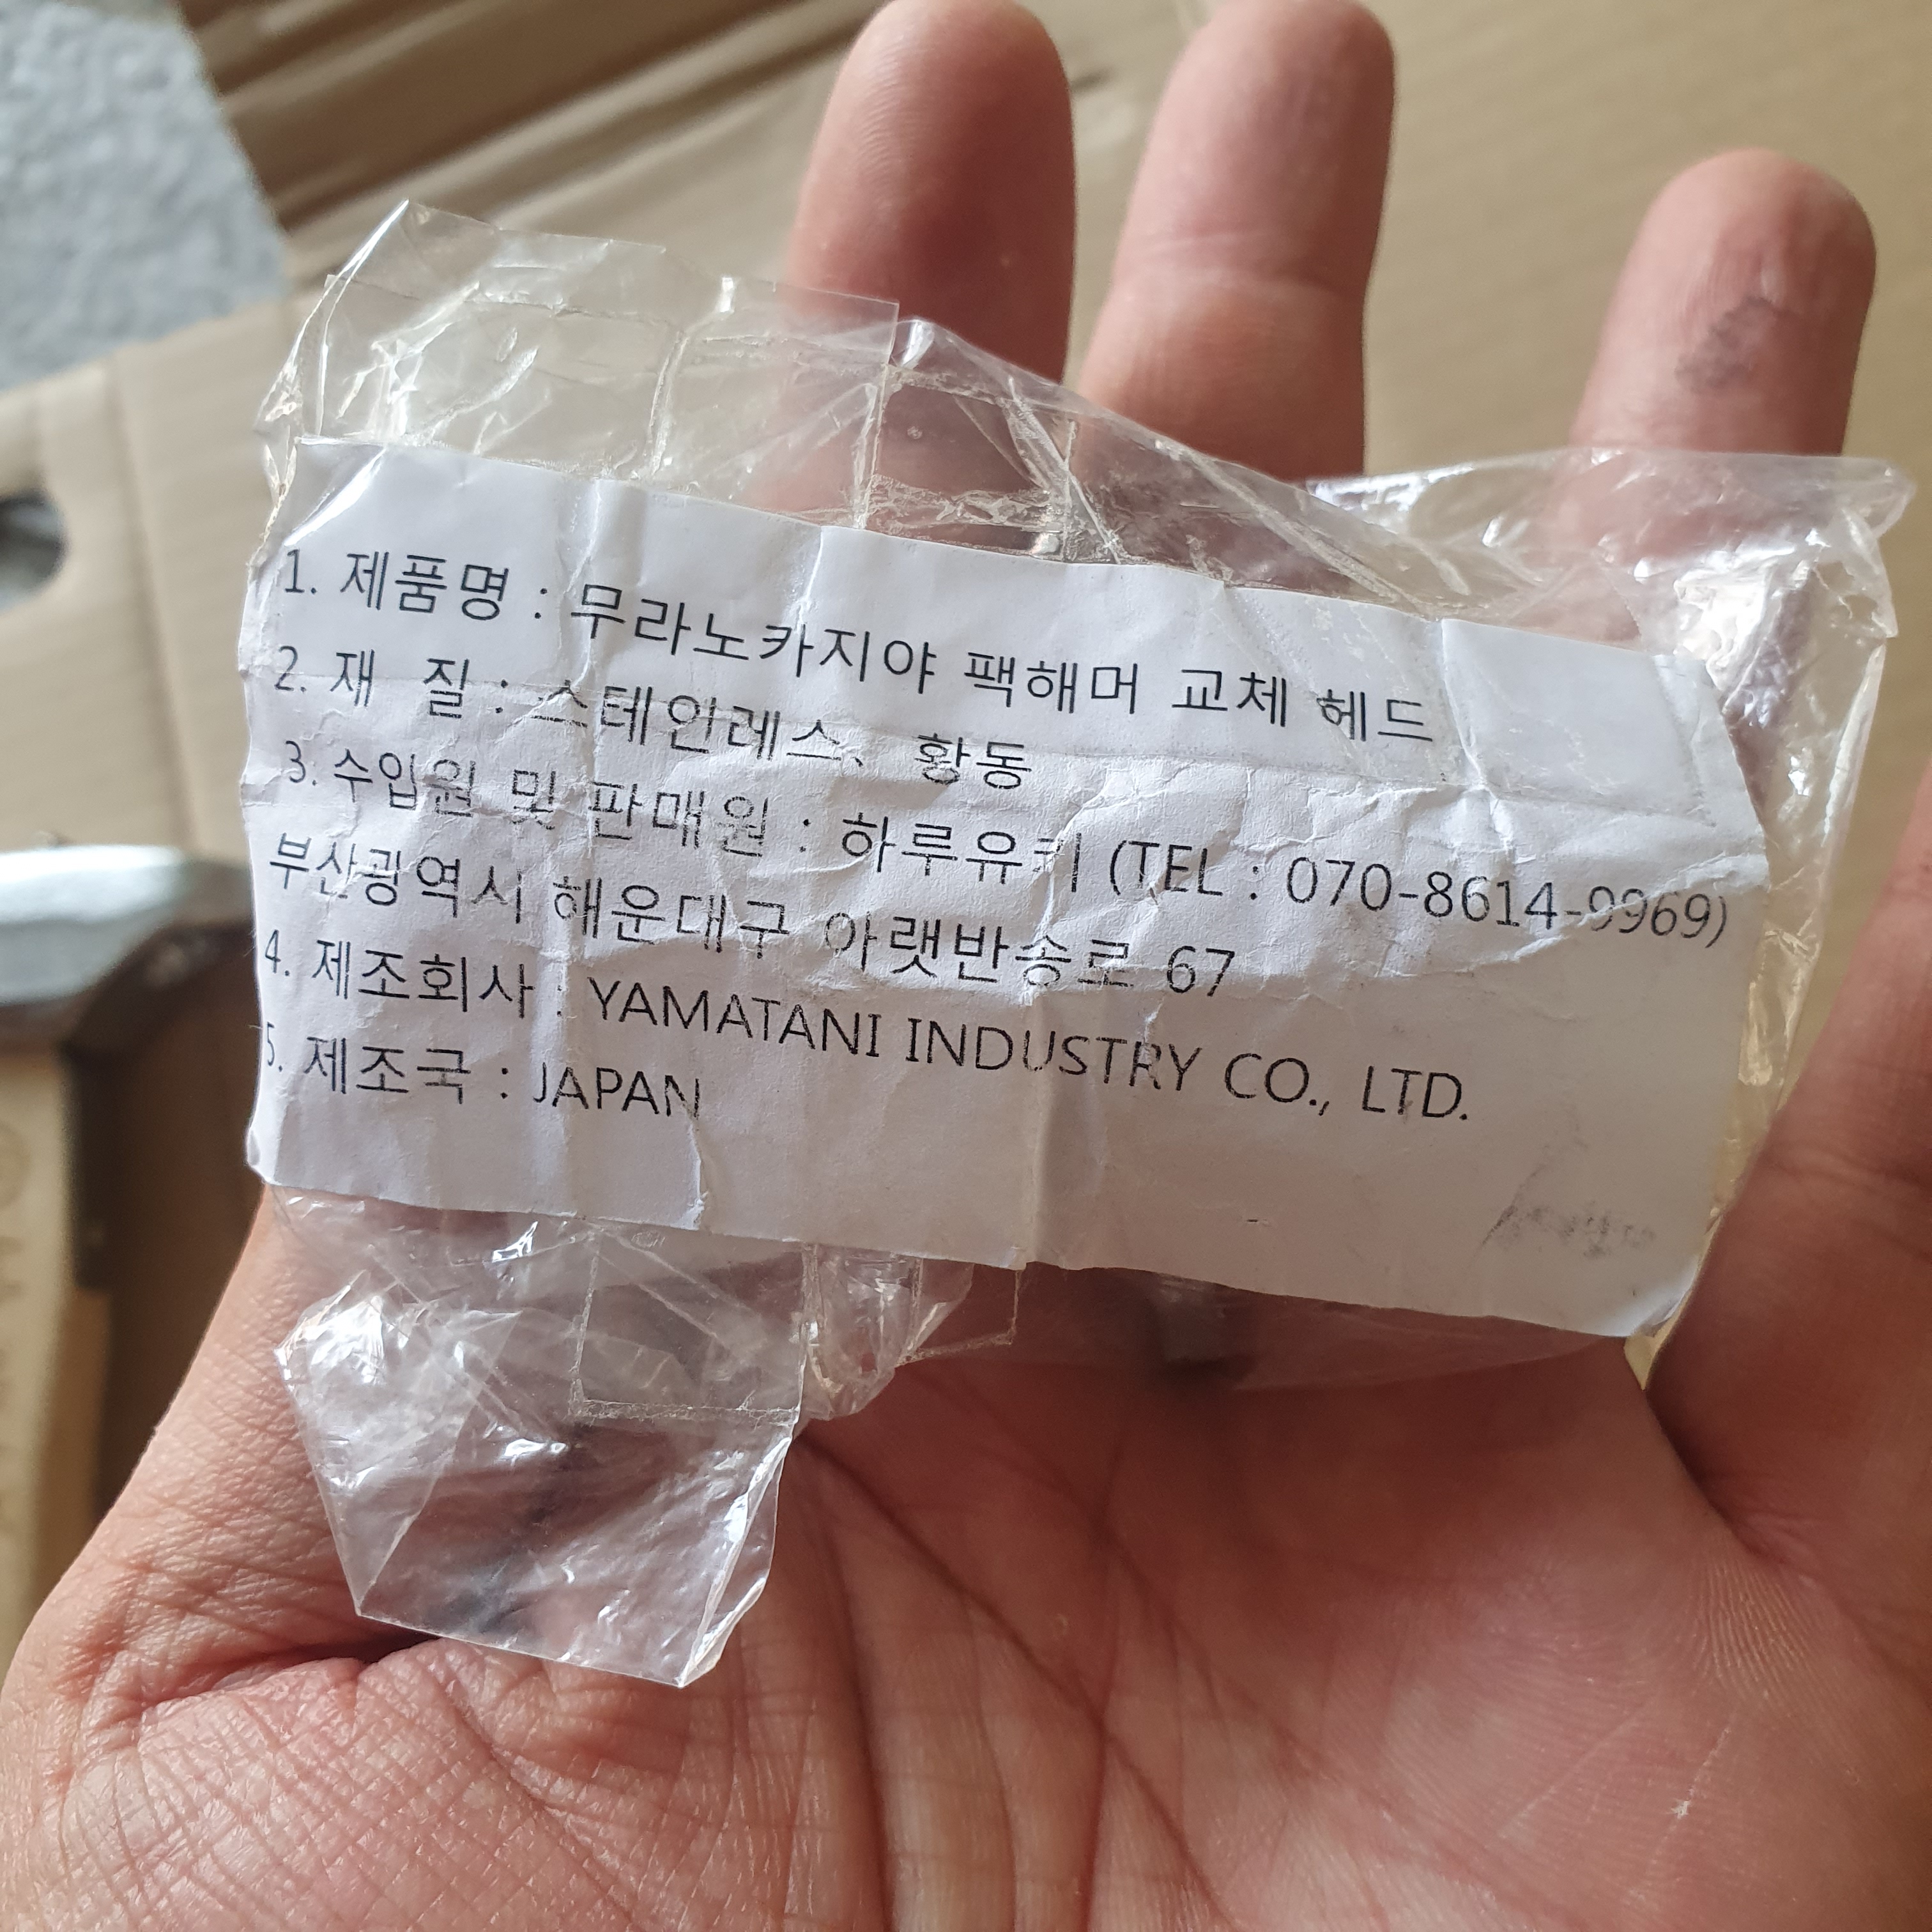 1. 제품명 : 무라노카지야 팩해머 교체 헤드
2. 재 질 : 스테인레스、 황동
3. 수입원 및 판매원 : 하루유키 (TEL : 070-8614-9969)
부산광역시 해운대구 아랫반송로 67
4. 제조회사 : YAMATANI INDUSTRY CO., LTD.
5. 제조국 : JAPAN